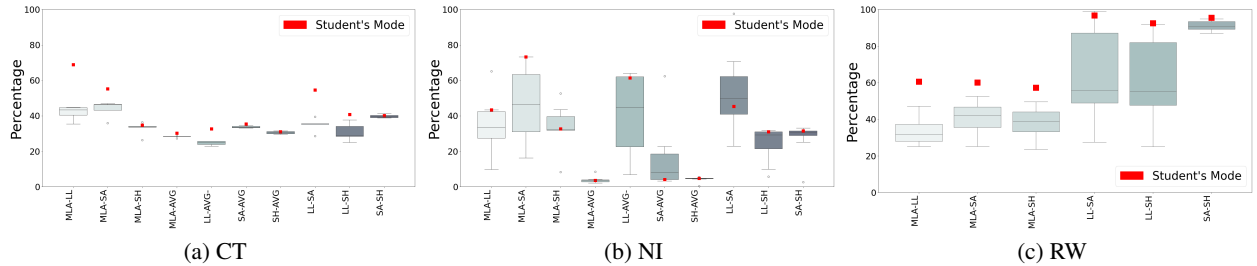 100
80
60
40
20
0
Percentage
Student's Mode
MLA-LL
MLA-SA
MLA-SH
MLA-AVG
LL-AVG-
SA-AVG
SH-AVG
LL-SA
LL-SH
SA-SH
(a) CT
100
80
60
40
20
0
Percentage
Student's Mode
MLA-LL
MLA-SA
MLA-SH
MLA-AVG
LL-AVG-
SA-AVG
SH-AVG
LL-SA
LL-SH
SA-SH
(b) NI
100
80
60
40
20
0
Percentage
Student's Mode
MLA-LL
MLA-SA
MLA-SH
LL-SA
LL-SH
SA-SH
(c) RW